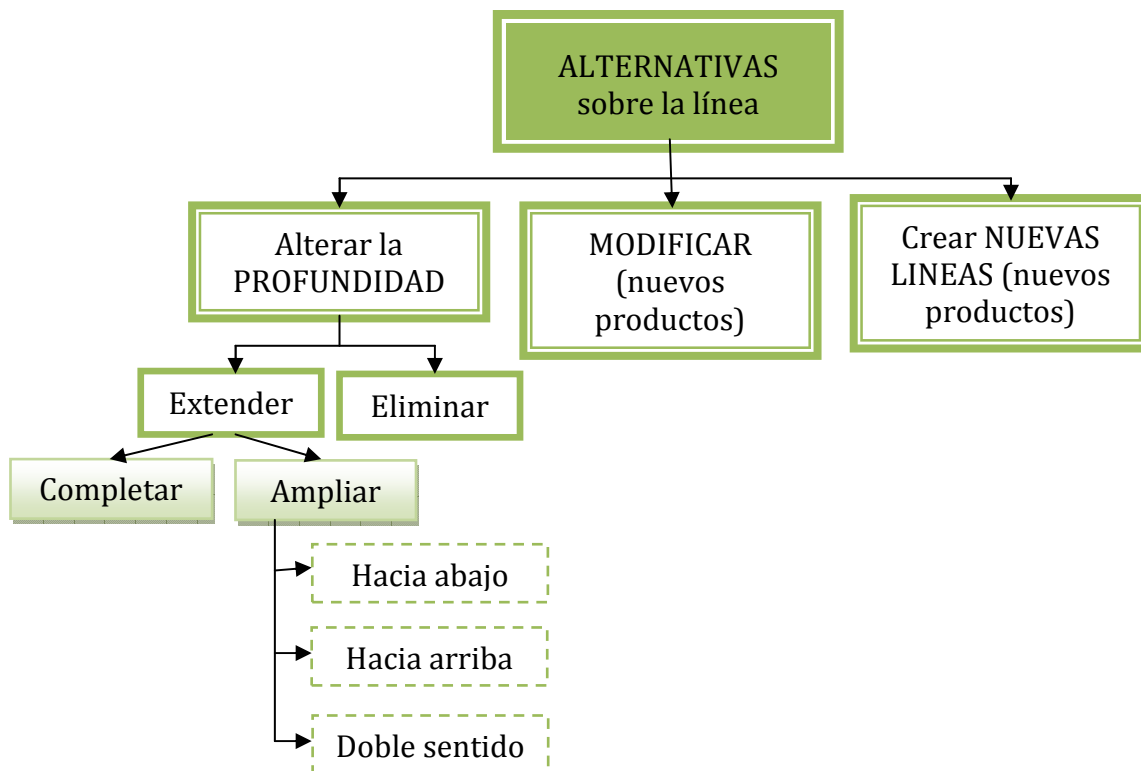 ALTERNATIVAS
sobre la línea
Alterar la
PROFUNDIDAD
MODIFICAR
(nuevos
productos)
Crear NUEVAS
LINEAS (nuevos
productos)
Extender
Eliminar
Completar
Ampliar
Hacia abajo
Hacia arriba
Doble sentido